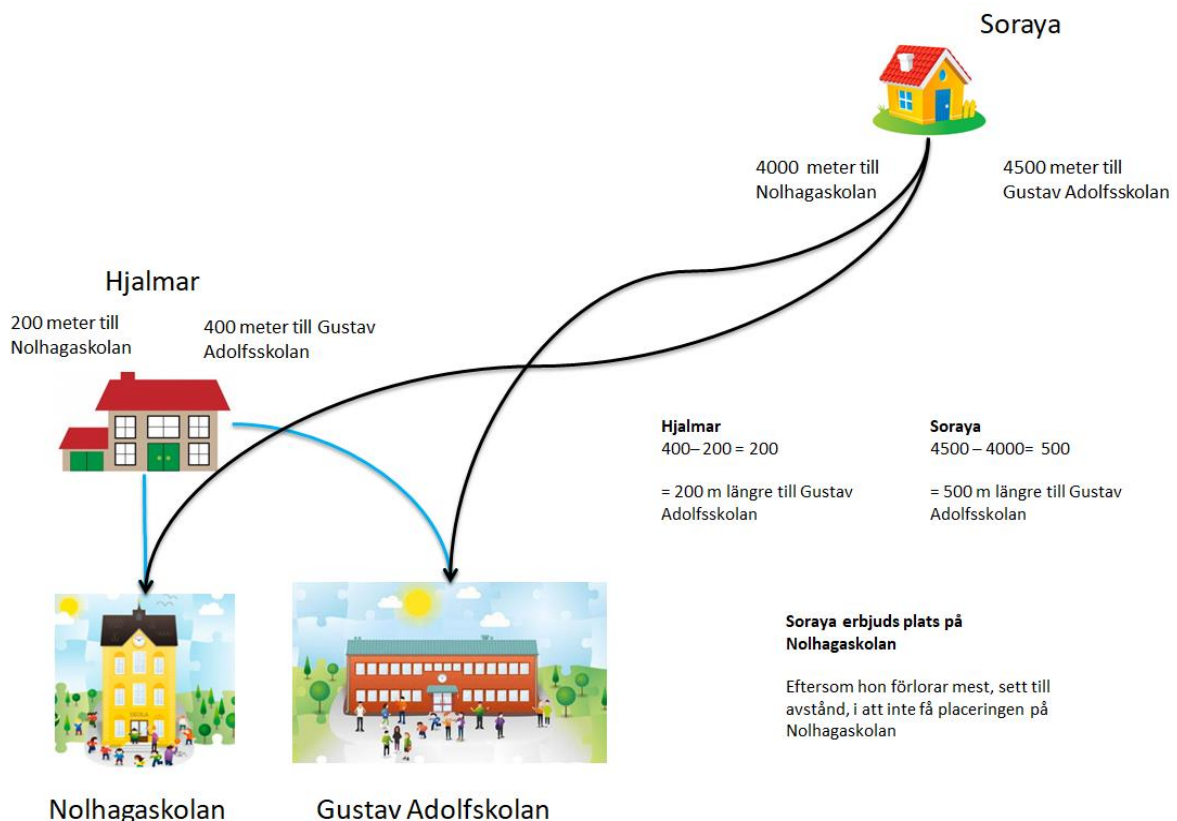 Soraya
4000 meter till
Nolhagaskolan
4500 meter till
Gustav Adolfsskolan
Hjalmar
200 meter till
Nolhagaskolan
400 meter till Gustav
Adolfsskolan
Hjalmar
400–200 = 200
= 200 m längre till Gustav
Adolfsskolan
Soraya
4500 – 4000= 500
= 500 m längre till Gustav
Adolfsskolan
Soraya erbjuds plats på
Nolhagaskolan
Eftersom hon förlorar mest, sett till
avstånd, i att inte få placeringen på
Nolhagaskolan
Nolhagaskolan
Gustav Adolfskolan